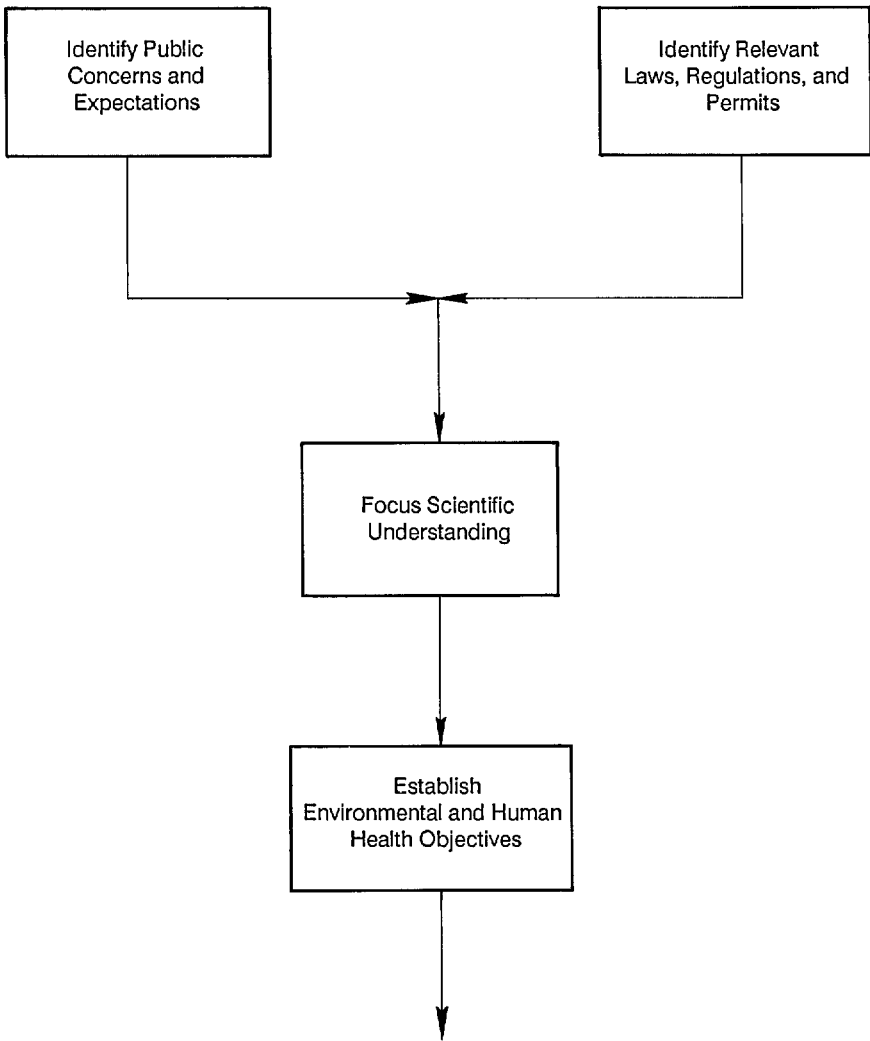 Identify Public
Concerns and
Expectations
Identify Relevant
Laws, Regulations, and
Permits
Focus Scientific
Understanding
Establish
Environmental and Human
Health Objectives